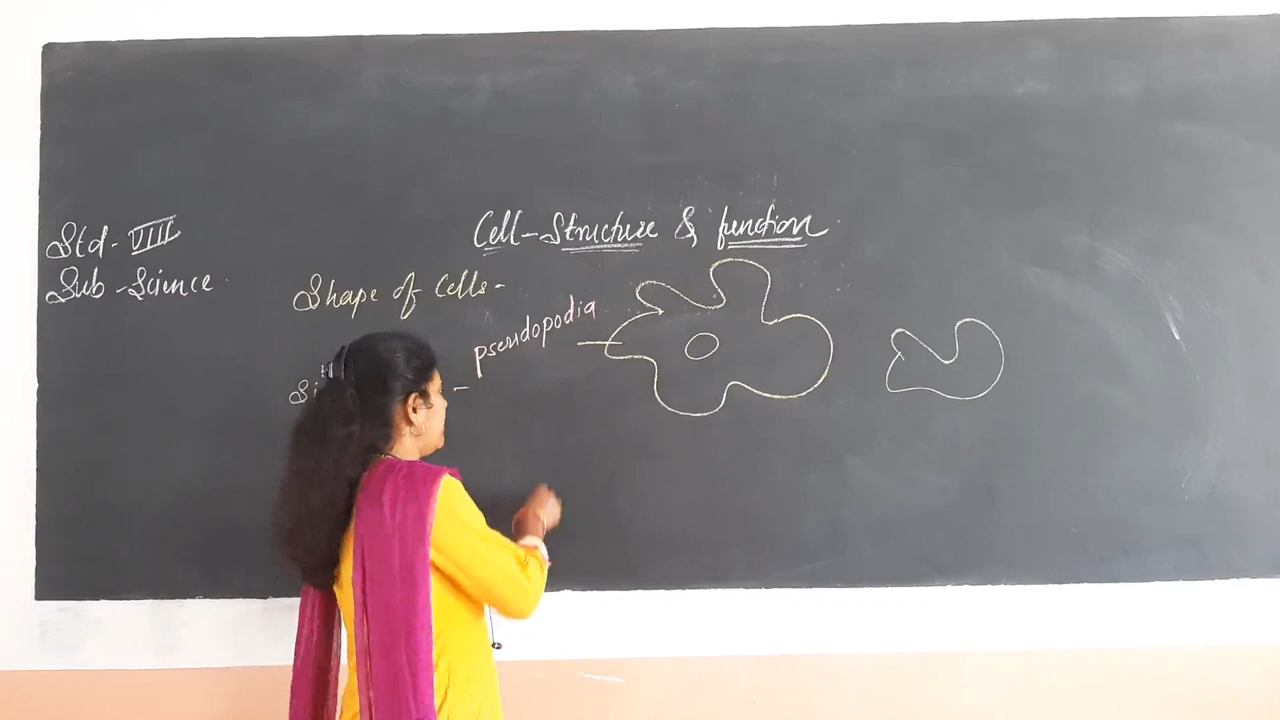 Cell-Structure & function
Std- VIII
Sub-Science
Shape of Cells-
pseudopodia